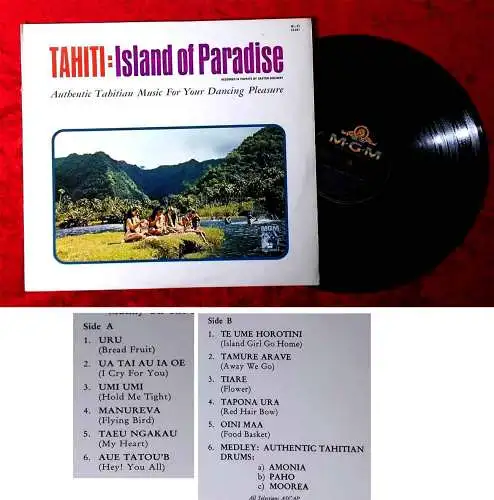 TAHITI: Island of Paradise
Authentic Tahitian Music For Your Dancing Pleasure
MGM
M-G-M
Side A
1. URU
(Bread Fruit)
2. UA TAI AU IA OE
(I Cry For You)
3. UMI UMI
(Hold Me Tight)
4. MANUREVA
(Flying Bird)
5. TAEU NGAKAU
(My Heart)
6. AUE TATOU'B
(Hey! You All)
Side B
1. TE UME HOROTINI
(Island Girl Go Home)
2. TAMURE ARAVE
(Away We Go)
3. TIARE
(Flower)
4. TAPONA URA
(Red Hair Bow)
5. OINI MAA
(Food Basket)
6. MEDLEY: AUTHENTIC TAHITIAN
DRUMS:
a) AMONIA
b) PAHO
c) MOOREA
All Selections ASCAP